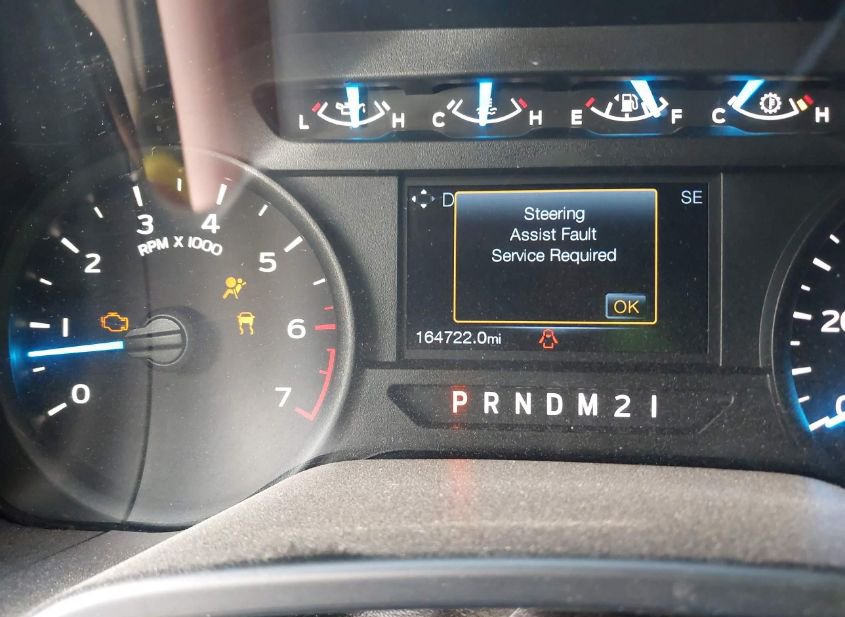 L H C H E F C H
D
SE
Steering
Assist Fault
Service Required
OK
164722.0mi
P R N D M 2 1
0 1 2 3 4 5 6 7
RPM X 1000
0